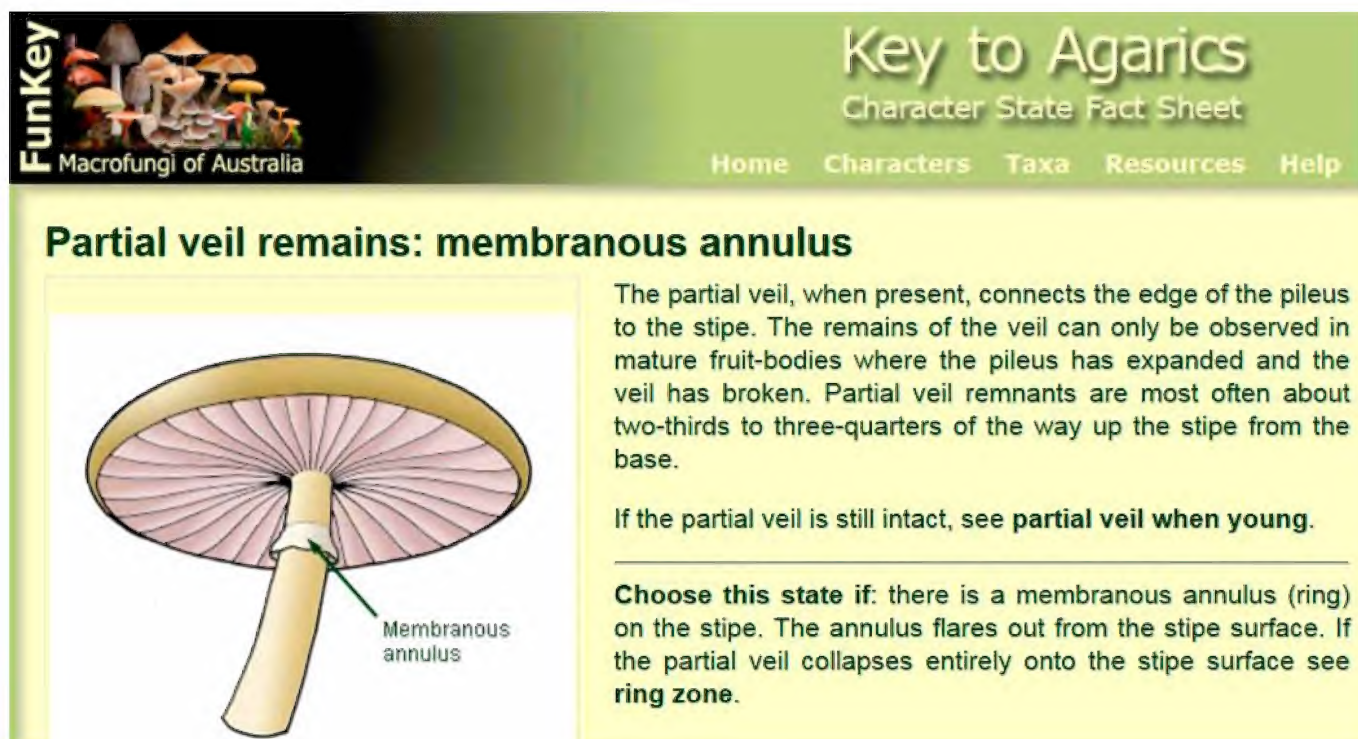 FunKey
Macrofungi of Australia
Key to Agarics
Character State Fact Sheet
Home Characters Taxa Resources Help
Partial veil remains: membranous annulus
The partial veil, when present, connects the edge of the pileus
to the stipe. The remains of the veil can only be observed in
mature fruit-bodies where the pileus has expanded and the
veil has broken. Partial veil remnants are most often about
two-thirds to three-quarters of the way up the stipe from the
base.
If the partial veil is still intact, see partial veil when young.
Choose this state if: there is a membranous annulus (ring)
on the stipe. The annulus flares out from the stipe surface. If
the partial veil collapses entirely onto the stipe surface see
ring zone.
Membranous
annulus